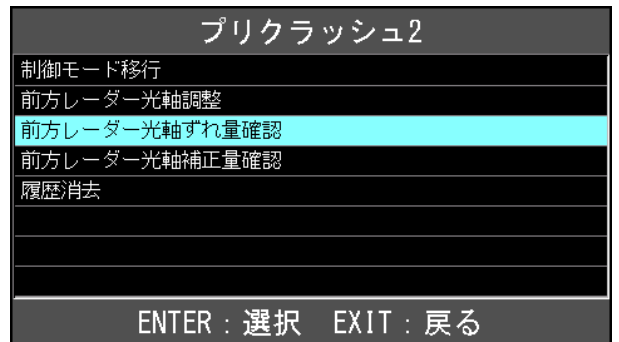 プリクラッシュ2
制御モード移行
前方レーダー光軸調整
前方レーダー光軸ずれ量確認
前方レーダー光軸補正量確認
履歴消去
ENTER：選択　EXIT：戻る